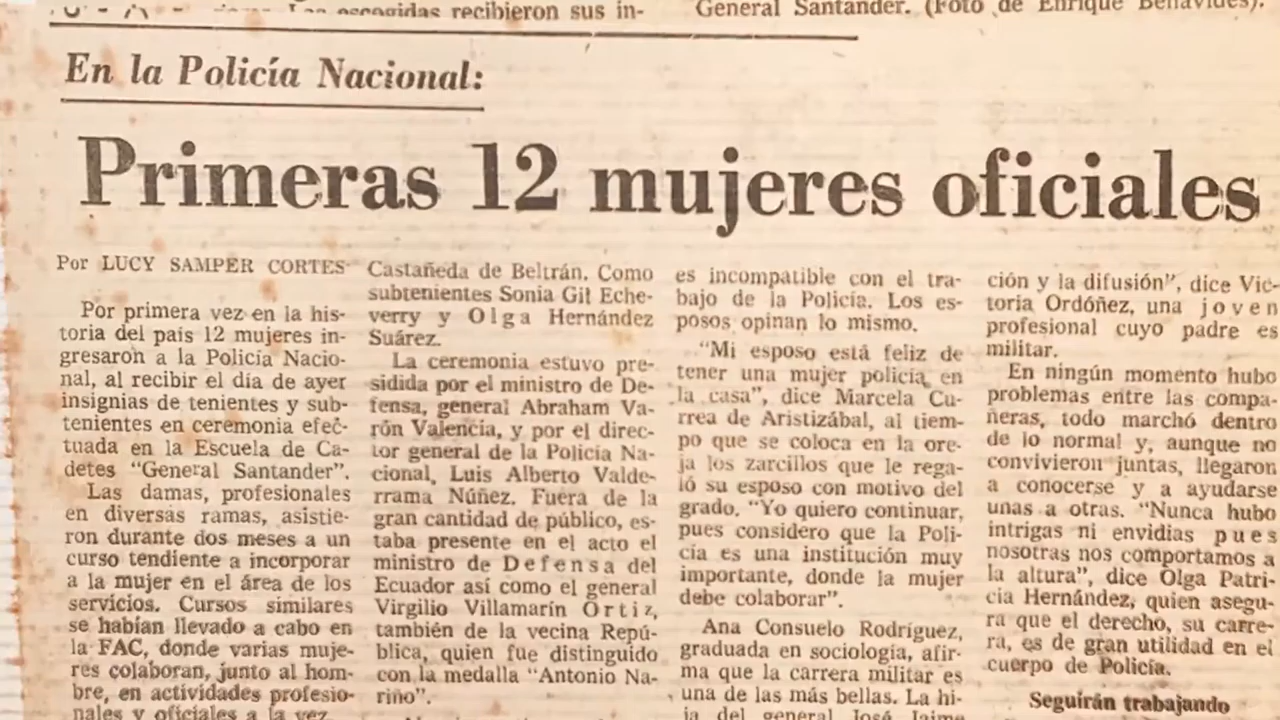 recibieron sus in-
General Santander. (Foto de Enrique Benavides).
En la Policía Nacional:
Primeras 12 mujeres oficiales
Por LUCY SAMPER CORTES
Por primera vez en la his-
toria del país 12 mujeres in-
gresaron a la Policía Nacio-
nal, al recibir el día de ayer
insignias de tenientes y sub-
tenientes en ceremonia efec-
tuada en la Escuela de Ca-
detes "General Santander".
Las damas, profesionales
en diversas ramas, asistie-
ron durante dos meses a un
curso tendiente a incorporar
a la mujer en el área de los
servicios. Cursos similares
se habían llevado a cabo en
la FAC, donde varias muje-
res colaboran, junto al hom-
bre, en actividades profesio-
nales y oficiales a la vez.
Castañeda de Beltrán. Como
subtenientes Sonia Gil Eche-
verry y Olga Hernández
Suárez.
La ceremonia estuvo pre-
sidida por el ministro de De-
fensa, general Abraham Va-
rón Valencia, y por el direc-
tor general de la Policía Na-
cional, Luis Alberto Valde-
rrama Núñez. Fuera de la
gran cantidad de público, es-
taba presente en el acto el
ministro de Defensa del
Ecuador así como el general
Virgilio Villamarín Ortiz,
también de la vecina Repú-
blica, quien fue distinguido
con la medalla "Antonio Na-
riño".
es incompatible con el tra-
bajo de la Policía. Los es-
posos opinan lo mismo.
"Mi esposo está feliz de
tener una mujer policía en
la casa", dice Marcela Cu-
rrea de Aristizábal, al tiem-
po que se coloca en la ore-
ja los zarcillos que le rega-
ló su esposo con motivo del
grado. "Yo quiero continuar,
pues considero que la Poli-
cía es una institución muy
importante, donde la mujer
debe colaborar".
Ana Consuelo Rodríguez,
graduada en sociología, afir-
ma que la carrera militar es
una de las más bellas. La hi-
ja del general José Jaime
ción y la difusión", dice Vic-
toria Ordóñez, una joven
profesional cuyo padre es
militar.
En ningún momento hubo
problemas entre las compa-
ñeras, todo marchó dentro
de lo normal y, aunque no
convivieron juntas, llegaron
a conocerse y a ayudarse
unas a otras. "Nunca hubo
intrigas ni envidias pues
nosotras nos comportamos a
la altura", dice Olga Patri-
cia Hernández, quien asegu-
ra que el derecho, su carre-
ra, es de gran utilidad en el
cuerpo de Policía.
Seguirán trabajando